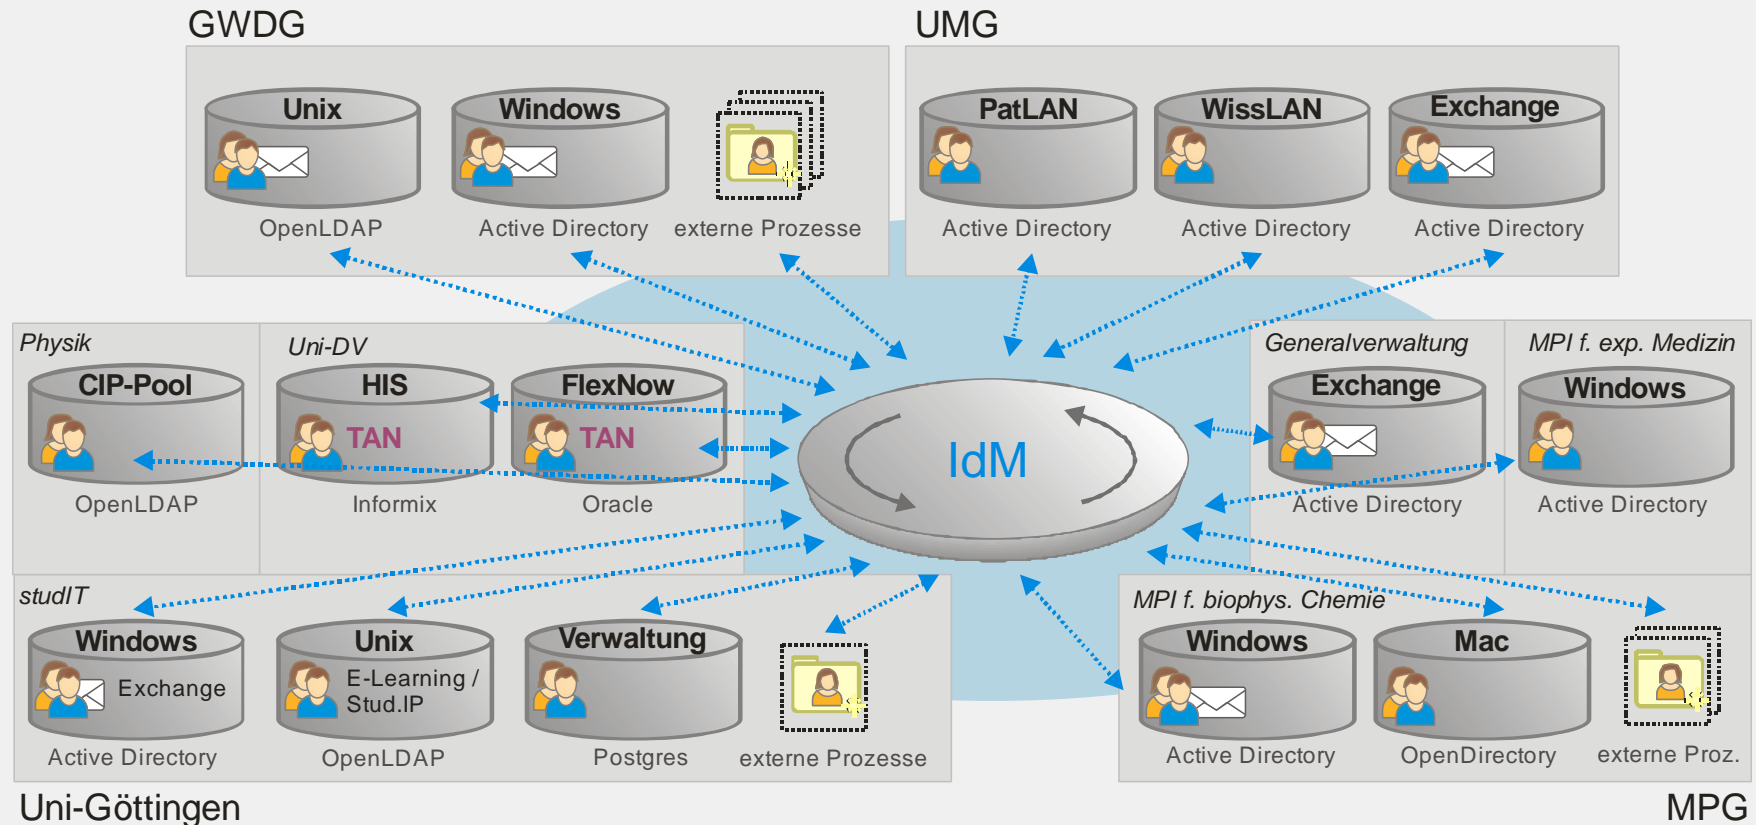 GWDG
UMG
Unix
Windows
PatLAN
WissLAN
Exchange
OpenLDAP
Active Directory
externe Prozesse
Active Directory
Active Directory
Active Directory
Physik
Uni-DV
Generalverwaltung
MPI f. exp. Medizin
CIP-Pool
HIS
FlexNow
Exchange
Windows
TAN
TAN
IdM
OpenLDAP
Informix
Oracle
Active Directory
Active Directory
studIT
MPI f. biophys. Chemie
Windows
Unix
Verwaltung
Windows
Mac
Exchange
E-Learning /
Stud.IP
Active Directory
OpenLDAP
Postgres
externe Prozesse
Active Directory
OpenDirectory
externe Proz.
Uni-Göttingen
MPG